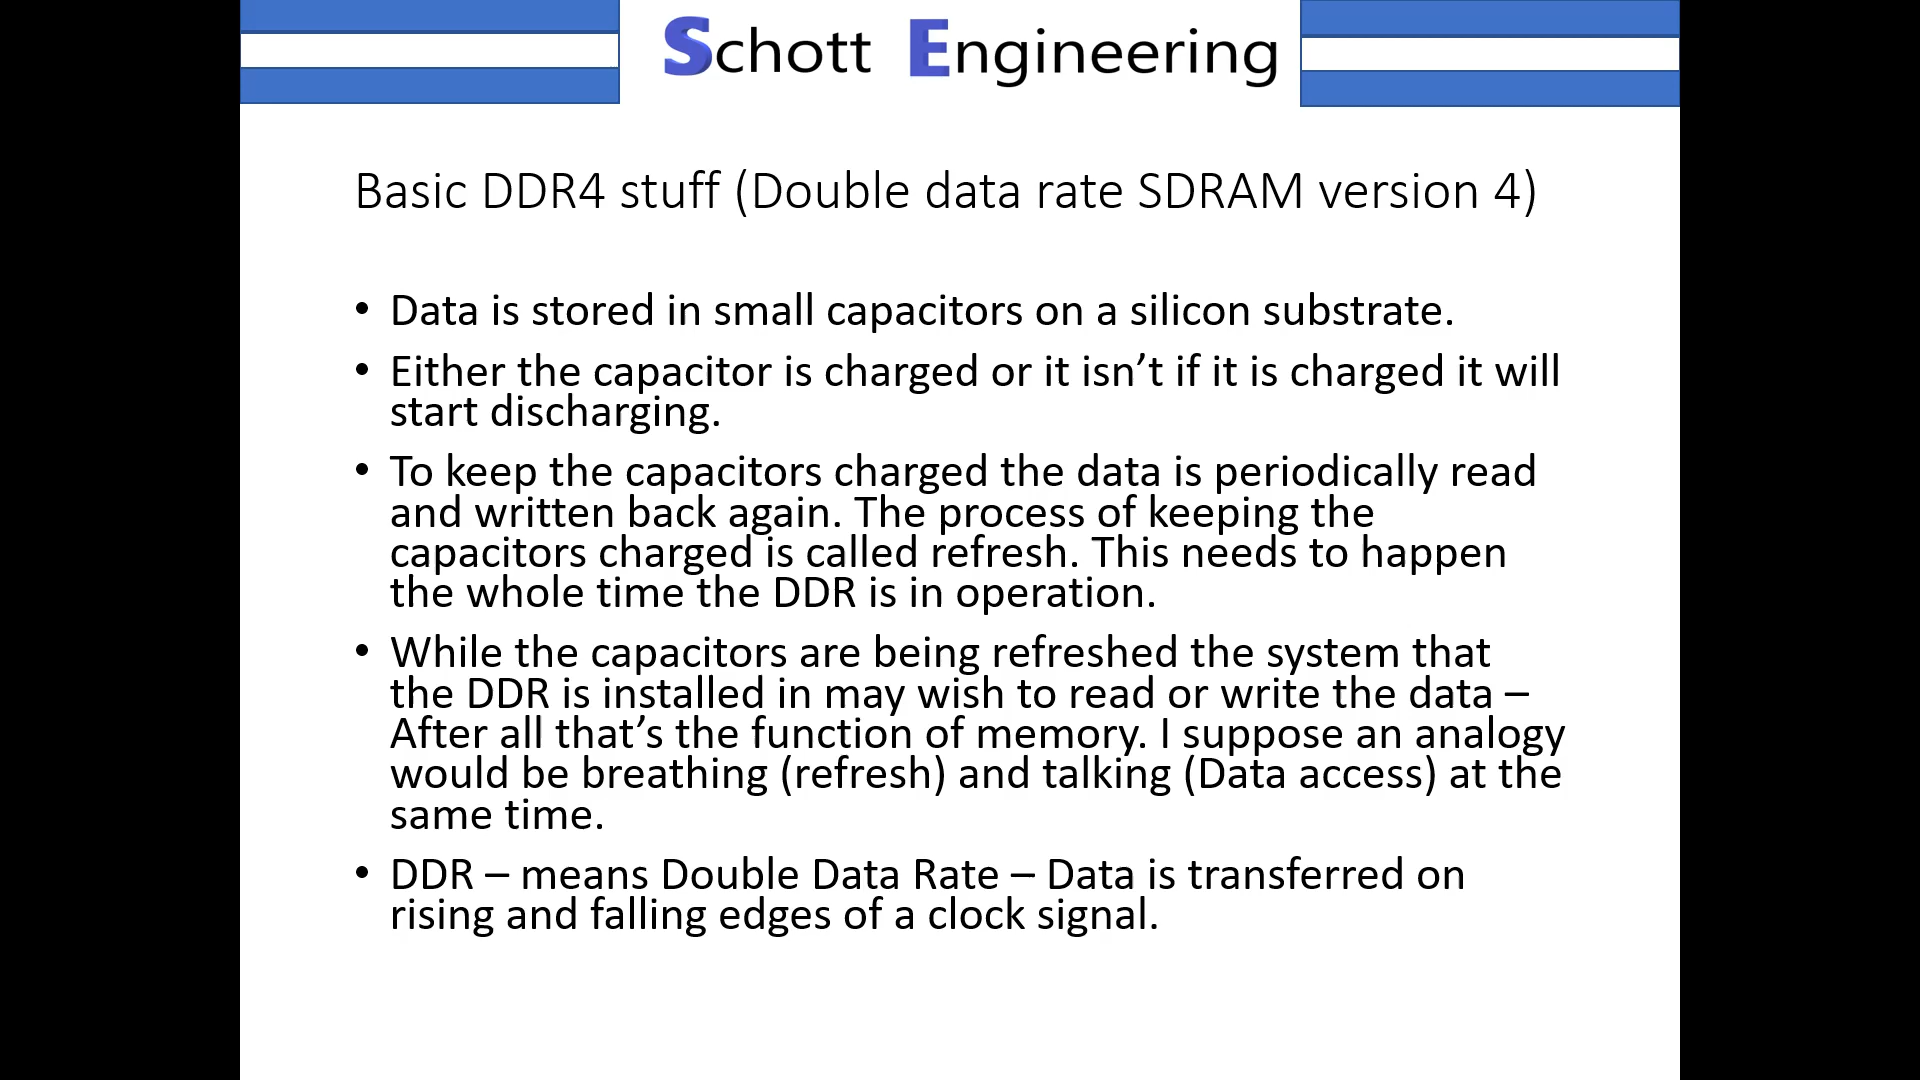 Schott Engineering
Basic DDR4 stuff (Double data rate SDRAM version 4)
• Data is stored in small capacitors on a silicon substrate.
• Either the capacitor is charged or it isn’t if it is charged it will
start discharging.
• To keep the capacitors charged the data is periodically read
and written back again. The process of keeping the
capacitors charged is called refresh. This needs to happen
the whole time the DDR is in operation.
• While the capacitors are being refreshed the system that
the DDR is installed in may wish to read or write the data –
After all that’s the function of memory. I suppose an analogy
would be breathing (refresh) and talking (Data access) at the
same time.
• DDR – means Double Data Rate – Data is transferred on
rising and falling edges of a clock signal.